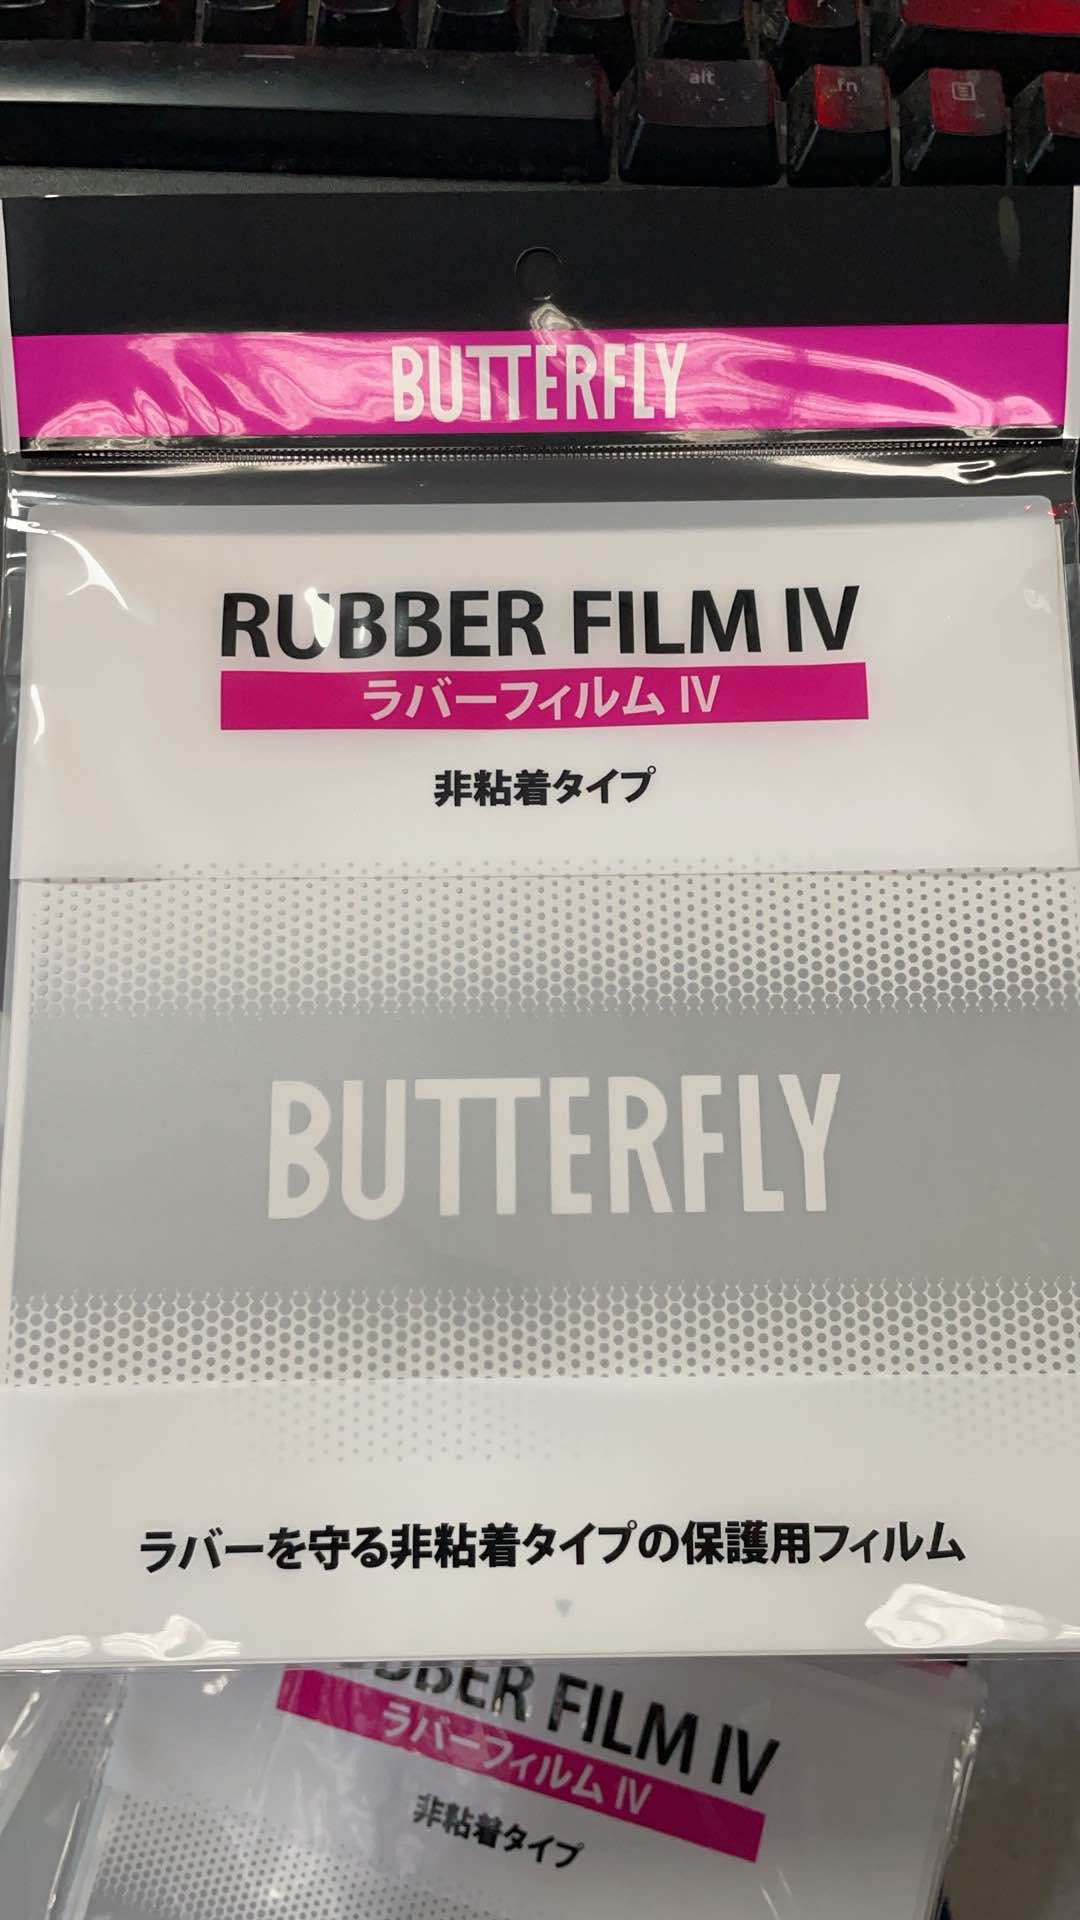 alt
fn
BUTTERFLY
RUBBER FILM IV
ラバーフィルム IV
非粘着タイプ
BUTTERFLY
ラバーを守る非粘着タイプの保護用フィルム
FILM IV
ラバーフィルム IV
非粘着タイプ